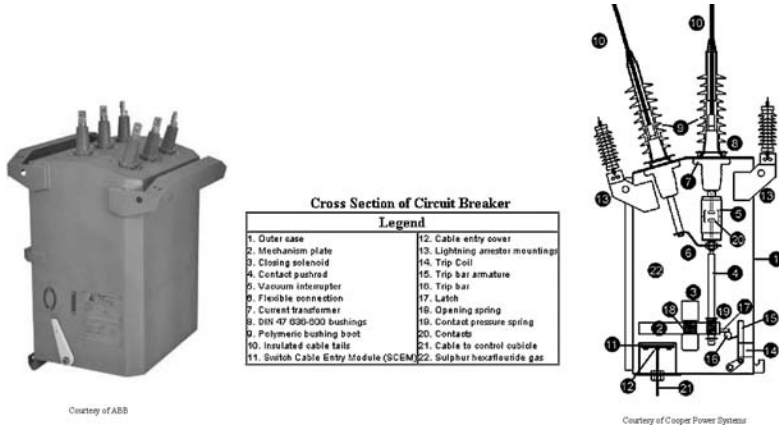 Cross Section of Circuit Breaker
Legend
1. Outer case
2. Mechanism plate
3. Closing solenoid
4. Contact pushrod
5. Vacuum interrupter
6. Flexible connection
7. Current transformer
8. DIN 47 636-630 bushings
9. Polymeric bushing boot
10. Insulated cable tails
11. Switch Cable Entry Module (SCEM)
12. Cable entry cover
13. Lightning arrestor mountings
14. Trip Coil
15. Trip bar armature
16. Trip bar
17. Latch
18. Opening spring
19. Contact pressure spring
20. Contacts
21. Cable to control cubicle
22. Sulphur hexaflouride gas
10
10
9
8
7
13
13
5
20
6
1
22
4
3
18
19
17
2
15
11
16
14
12
21
Courtesy of ABB
Courtesy of Cooper Power Systems